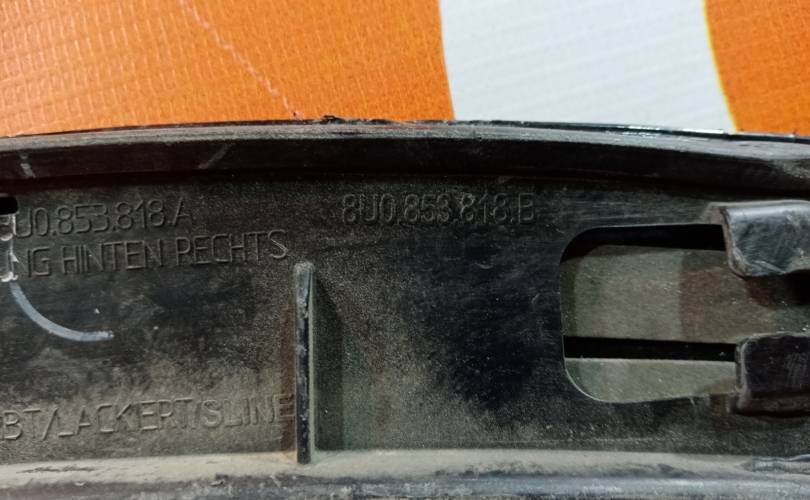 8U0.853.818.A 8U0.853.818.B
NG HINTEN RECHTS
BT/LACKERT/SLINE